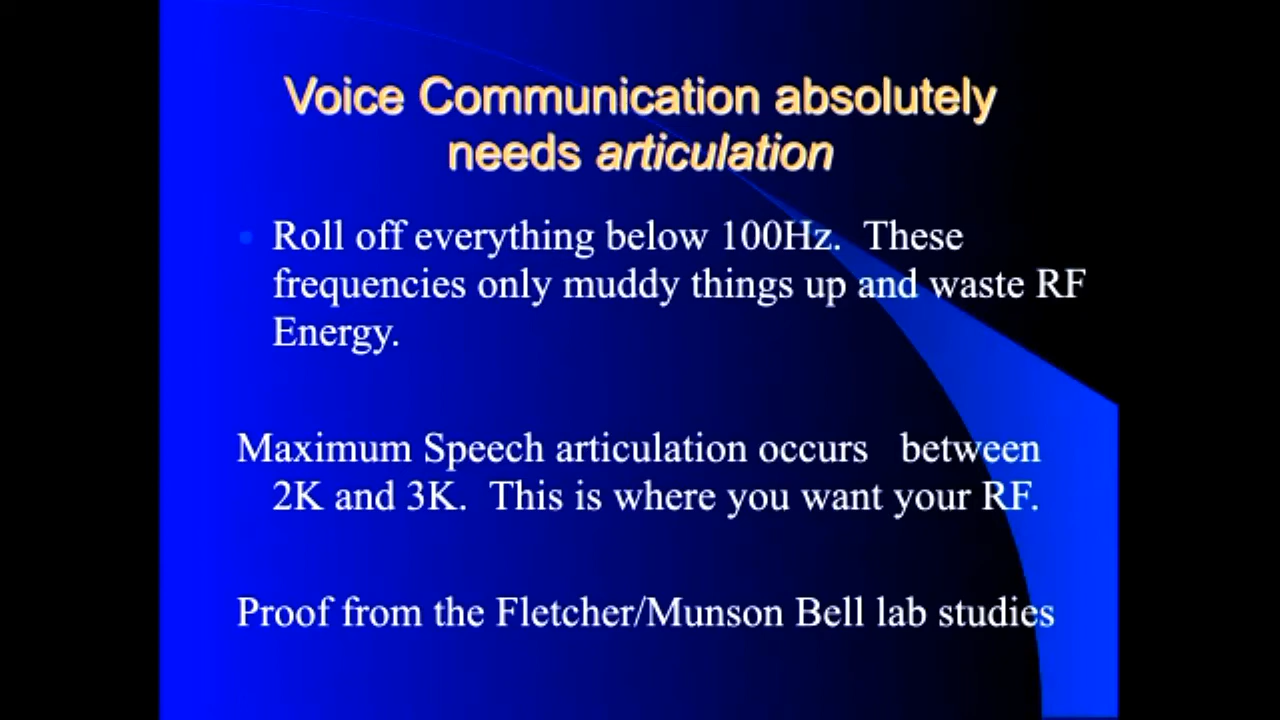 Voice Communication absolutely
needs articulation
Roll off everything below 100Hz.  These
frequencies only muddy things up and waste RF
Energy.
Maximum Speech articulation occurs   between
2K and 3K.  This is where you want your RF.
Proof from the Fletcher/Munson Bell lab studies